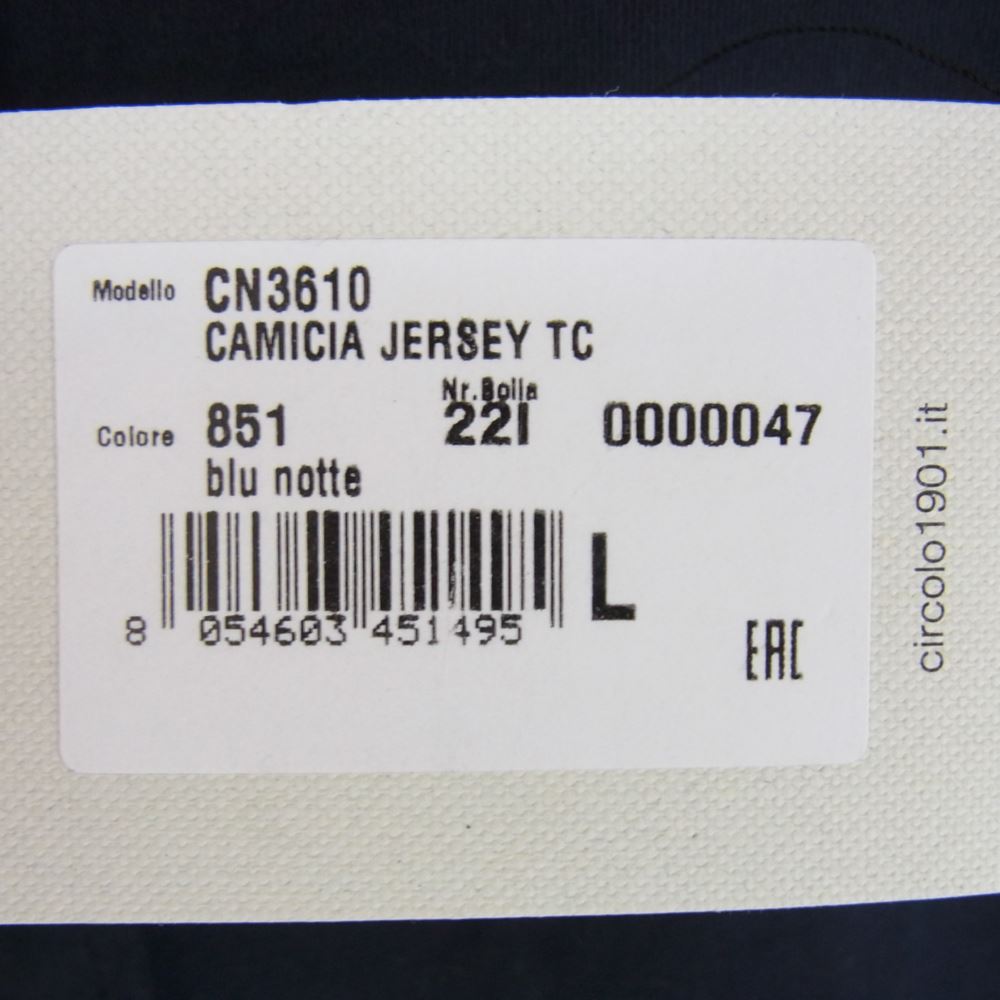 Modello CN3610
CAMICIA JERSEY TC
Nr.Bolla
Colore 851 22I 0000047
blu notte
L
8 054603 451495
EAC
circolo1901.it